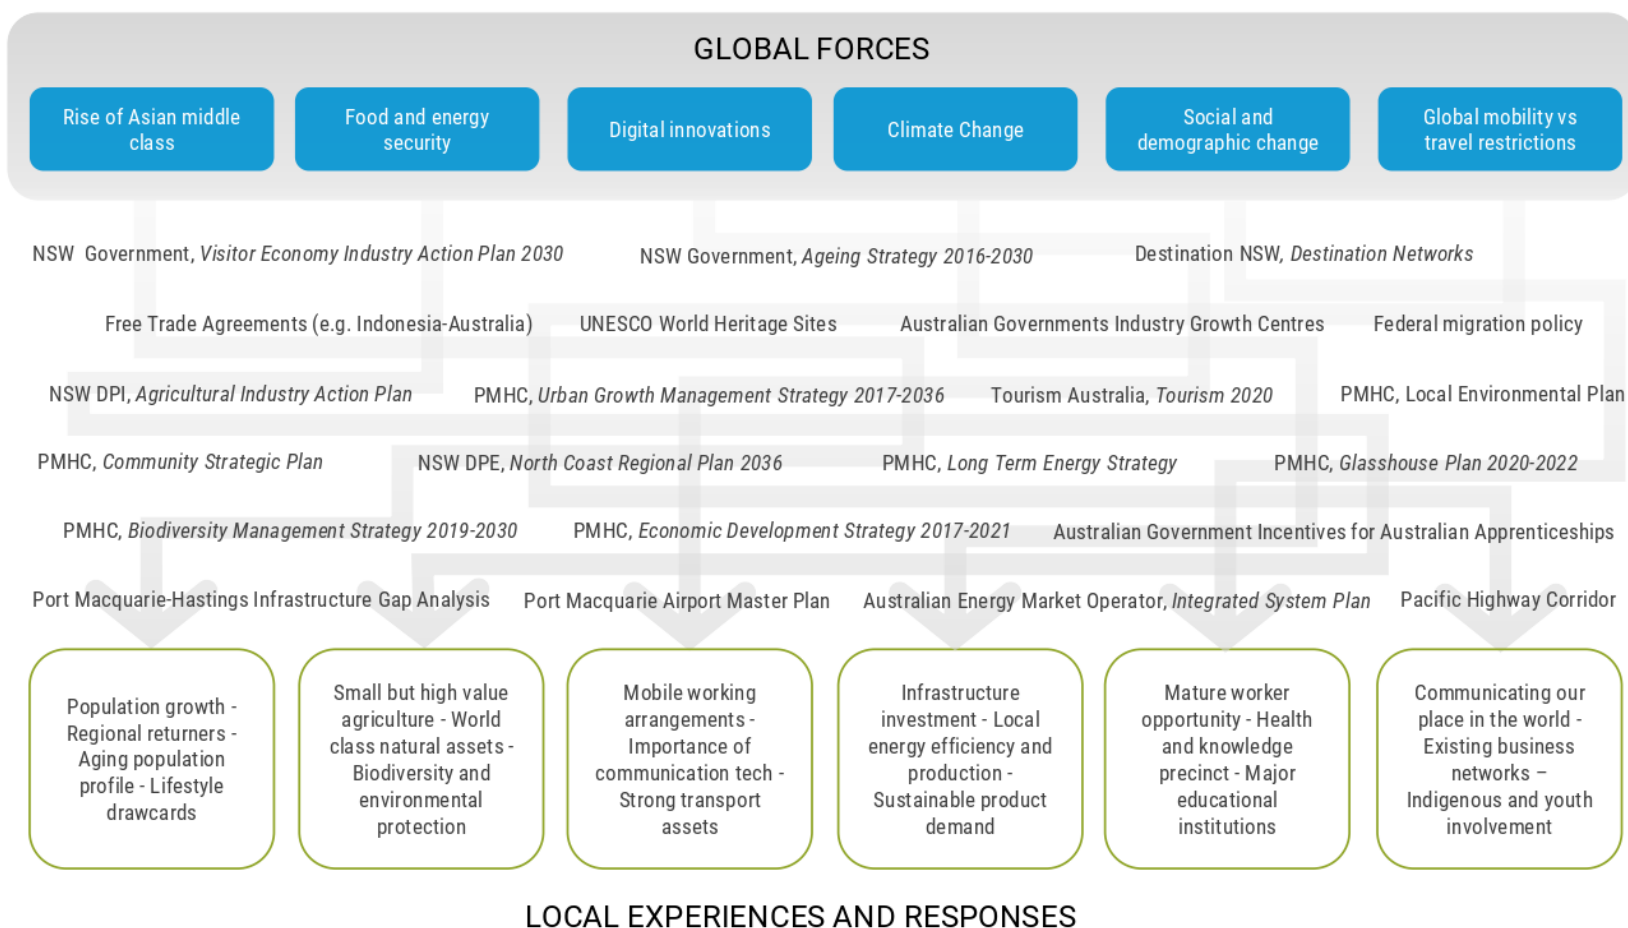 GLOBAL FORCES
Rise of Asian middle
class
Food and energy
security
Digital innovations
Climate Change
Social and
demographic change
Global mobility vs
travel restrictions
NSW Government, Visitor Economy Industry Action Plan 2030
NSW Government, Ageing Strategy 2016-2030
Destination NSW, Destination Networks
Free Trade Agreements (e.g. Indonesia-Australia)
UNESCO World Heritage Sites
Australian Governments Industry Growth Centres
Federal migration policy
NSW DPI, Agricultural Industry Action Plan
PMHC, Urban Growth Management Strategy 2017-2036
Tourism Australia, Tourism 2020
PMHC, Local Environmental Plan
PMHC, Community Strategic Plan
NSW DPE, North Coast Regional Plan 2036
PMHC, Long Term Energy Strategy
PMHC, Glasshouse Plan 2020-2022
PMHC, Biodiversity Management Strategy 2019-2030
PMHC, Economic Development Strategy 2017-2021
Australian Government Incentives for Australian Apprenticeships
Port Macquarie-Hastings Infrastructure Gap Analysis
Port Macquarie Airport Master Plan
Australian Energy Market Operator, Integrated System Plan
Pacific Highway Corridor
Population growth -
Regional returners -
Aging population
profile - Lifestyle
drawcards
Small but high value
agriculture - World
class natural assets -
Biodiversity and
environmental
protection
Mobile working
arrangements -
Importance of
communication tech -
Strong transport
assets
Infrastructure
investment - Local
energy efficiency and
production -
Sustainable product
demand
Mature worker
opportunity - Health
and knowledge
precinct - Major
educational
institutions
Communicating our
place in the world -
Existing business
networks –
Indigenous and youth
involvement
LOCAL EXPERIENCES AND RESPONSES